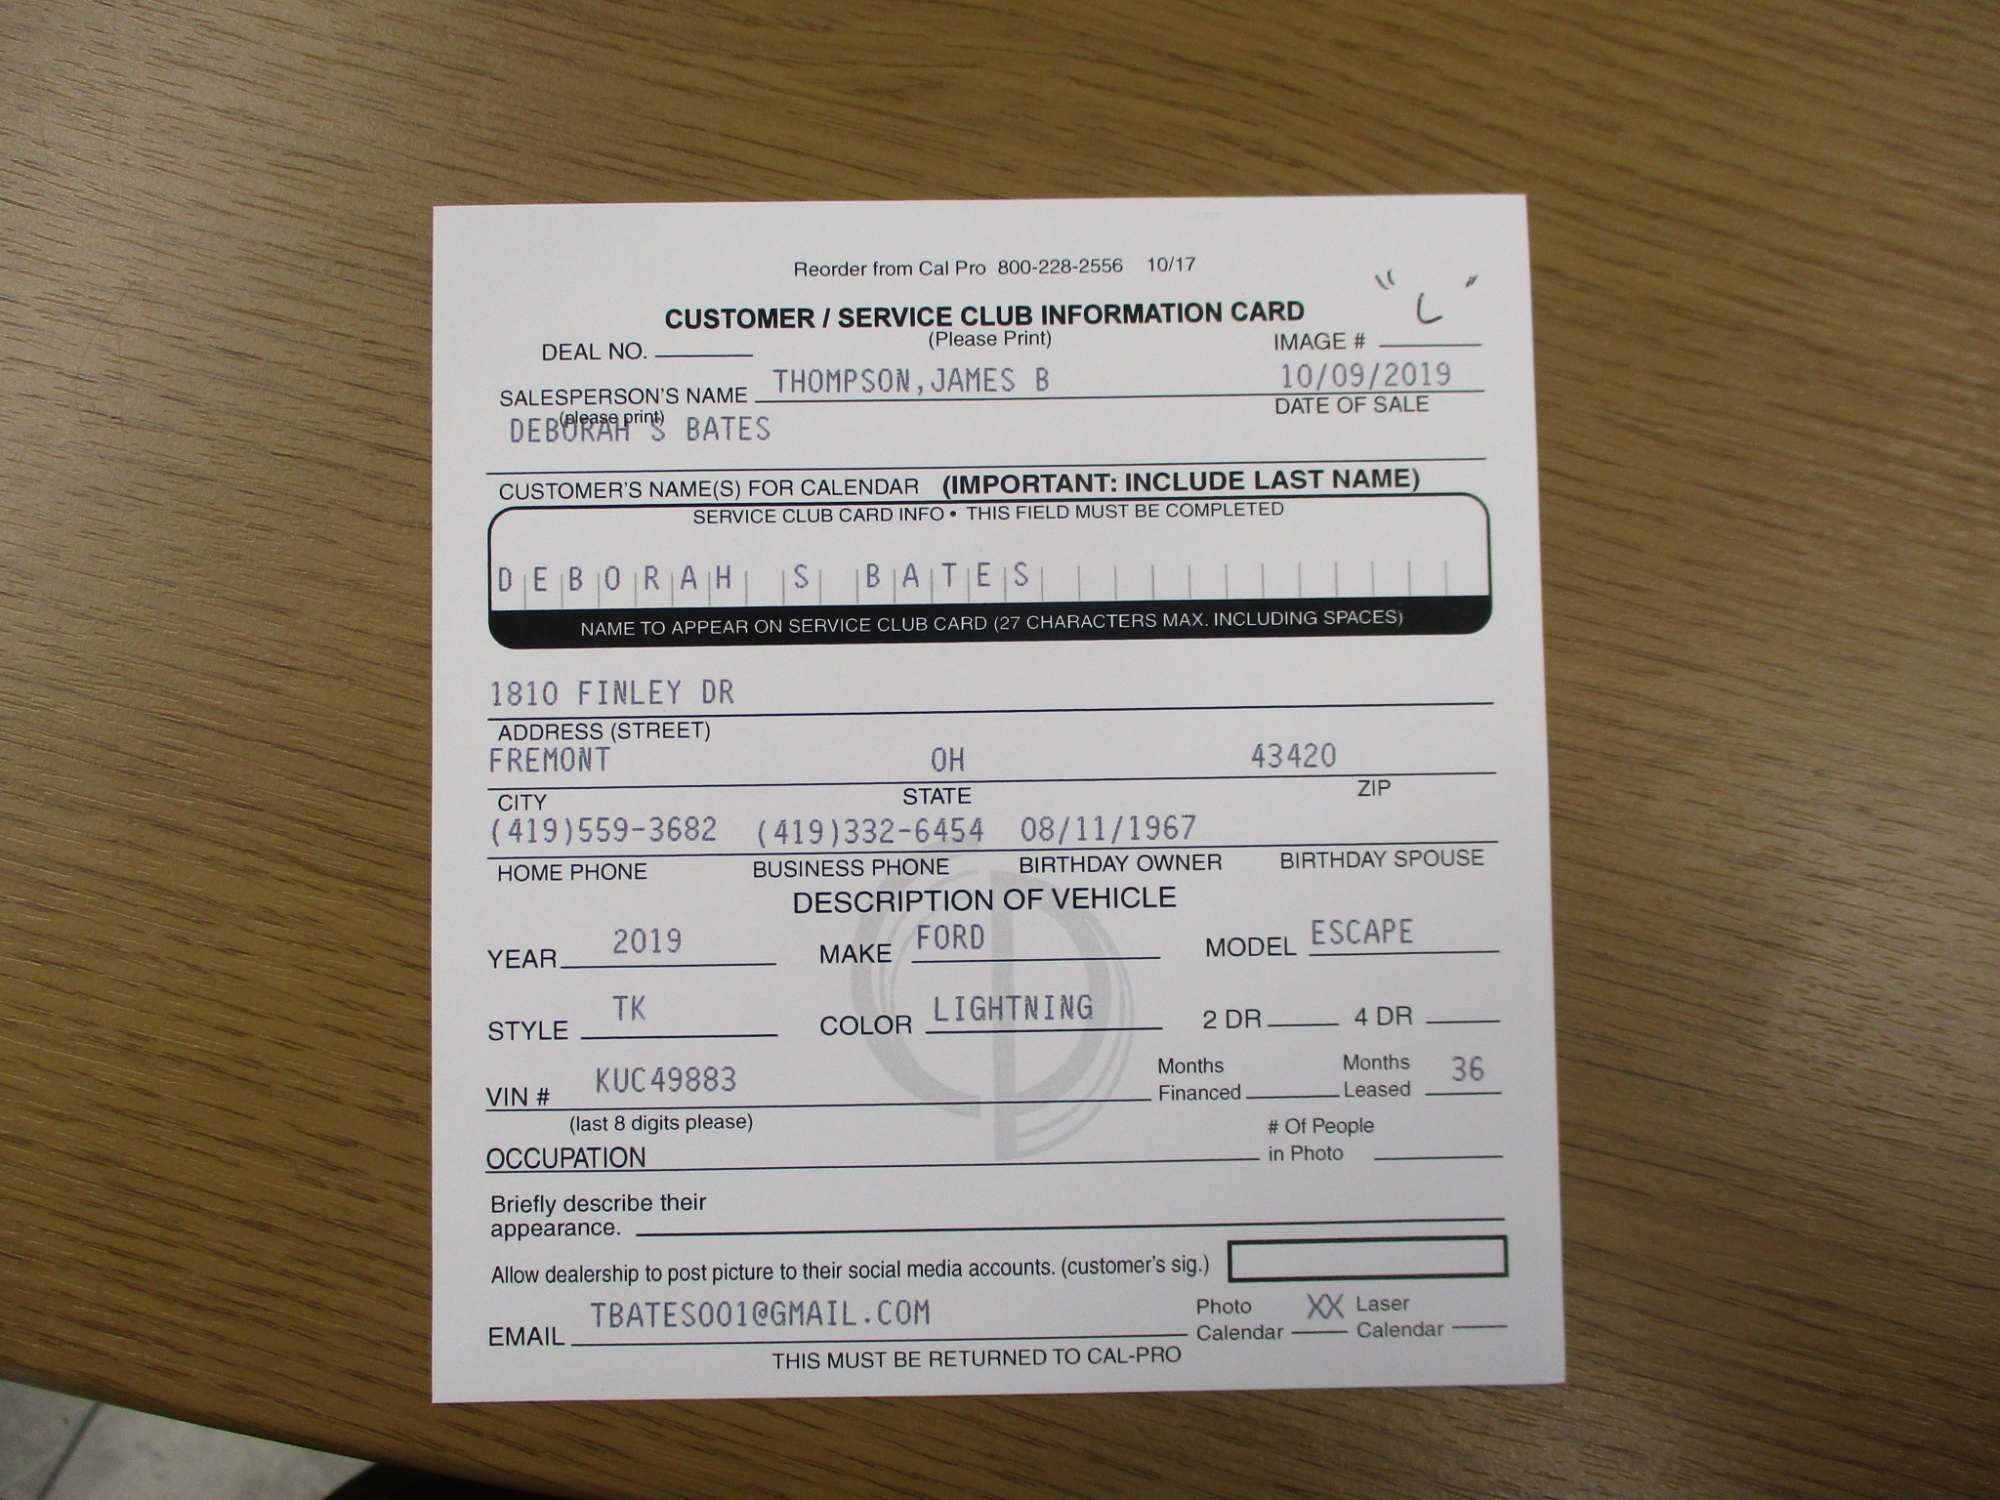 Reorder from Cal Pro 800-228-2556 10/17
"L"
CUSTOMER / SERVICE CLUB INFORMATION CARD
(Please Print)
DEAL NO. IMAGE #
SALESPERSON'S NAME THOMPSON,JAMES B 10/09/2019
(please print) DATE OF SALE
DEBORAH S BATES
CUSTOMER'S NAME(S) FOR CALENDAR (IMPORTANT: INCLUDE LAST NAME)
SERVICE CLUB CARD INFO • THIS FIELD MUST BE COMPLETED
DEBORAH S BATES
NAME TO APPEAR ON SERVICE CLUB CARD (27 CHARACTERS MAX. INCLUDING SPACES)
1810 FINLEY DR
ADDRESS (STREET)
FREMONT OH 43420
CITY STATE ZIP
(419)559-3682 (419)332-6454 08/11/1967
HOME PHONE BUSINESS PHONE BIRTHDAY OWNER BIRTHDAY SPOUSE
DESCRIPTION OF VEHICLE
YEAR 2019 MAKE FORD MODEL ESCAPE
STYLE TK COLOR LIGHTNING 2 DR 4 DR
VIN # KUC49883 Months Financed Months Leased 36
(last 8 digits please)
OCCUPATION # Of People in Photo
Briefly describe their
appearance.
Allow dealership to post picture to their social media accounts. (customer's sig.)
EMAIL TBATES001@GMAIL.COM Photo Calendar XX Laser Calendar
THIS MUST BE RETURNED TO CAL-PRO